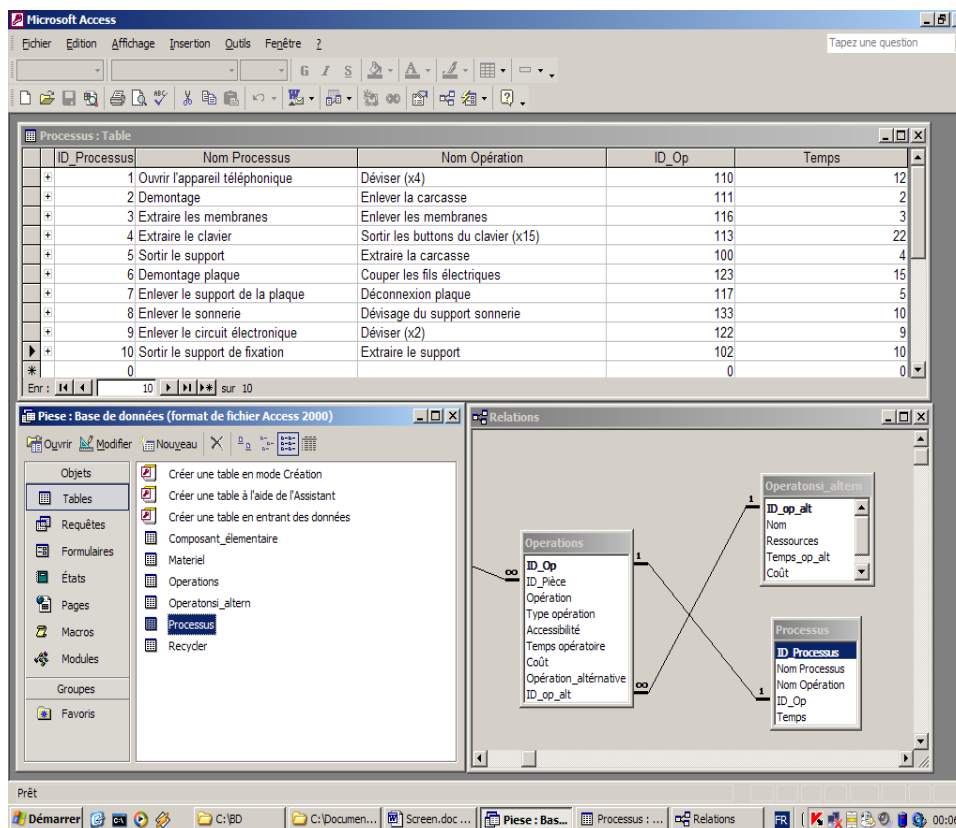 Microsoft Access
Fichier Edition Affichage Insertion Outils Fenêtre ?
Tapez une question
G I S
Processus : Table
ID_Processus Nom Processus Nom Opération ID_Op Temps
1 Ouvrir l'appareil téléphonique Déviser (x4) 110 12
2 Demontage Enlever la carcasse 111 2
3 Extraire les membranes Enlever les membranes 116 3
4 Extraire le clavier Sortir les buttons du clavier (x15) 113 22
5 Sortir le support Extraire la carcasse 100 4
6 Demontage plaque Couper les fils électriques 123 15
7 Enlever le support de la plaque Déconnexion plaque 117 5
8 Enlever le sonnerie Dévisage du support sonnerie 133 10
9 Enlever le circuit électronique Déviser (x2) 122 9
10 Sortir le support de fixation Extraire le support 102 10
0 0 0
Enr : 10 sur 10
Piese : Base de données (format de fichier Access 2000)
Ouvrir Modifier Nouveau
Objets
Tables
Requêtes
Formulaires
États
Pages
Macros
Modules
Groupes
Favoris
Créer une table en mode Création
Créer une table à l'aide de l'Assistant
Créer une table en entrant des données
Composant_élementaire
Materiel
Operations
Operatonsi_altern
Processus
Recycler
Relations
Operations
ID_Op
ID_Pièce
Opération
Type opération
Accessibilité
Temps opératoire
Coût
Opération_altérnative
ID_op_alt
∞
1
∞
1
1
Operatonsi_altern
ID_op_alt
Nom
Ressources
Temps_op_alt
Coût
Processus
ID_Processus
Nom Processus
Nom Opération
ID_Op
Temps
Prêt
Démarrer C:\BD C:\Documen... Screen.doc ... Piese : Bas... Processus : ... Relations FR 00:06